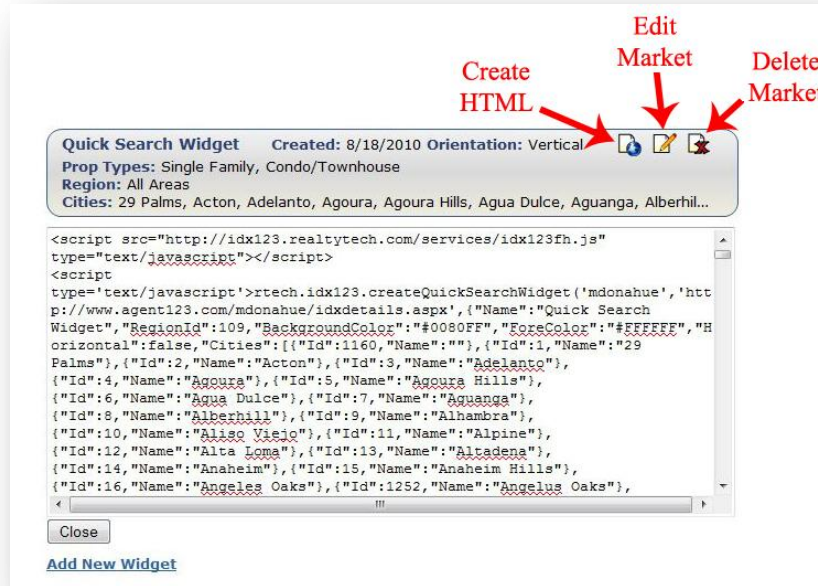 Edit
Market
Create
HTML
Delete
Market
Quick Search Widget Created: 8/18/2010 Orientation: Vertical
Prop Types: Single Family, Condo/Townhouse
Region: All Areas
Cities: 29 Palms, Acton, Adelanto, Agoura, Agoura Hills, Agua Dulce, Aguanga, Alberhil...
<script src="http://idx123.realtytech.com/services/idx123fh.js"
type="text/javascript"></script>
<script
type='text/javascript'>rtech.idx123.createQuickSearchWidget('mdonahue','htt
p://www.agent123.com/mdonahue/idxdetails.aspx',{"Name":"Quick Search
Widget","RegionId":109,"BackgroundColor":"#0080FF","ForeColor":"#FFFFFF","H
orizontal":false,"Cities":[{"Id":1160,"Name":""},{"Id":1,"Name":"29
Palms"},{"Id":2,"Name":"Acton"},{"Id":3,"Name":"Adelanto"},
{"Id":4,"Name":"Agoura"},{"Id":5,"Name":"Agoura Hills"},
{"Id":6,"Name":"Agua Dulce"},{"Id":7,"Name":"Aguanga"},
{"Id":8,"Name":"Alberhill"},{"Id":9,"Name":"Alhambra"},
{"Id":10,"Name":"Aliso Viejo"},{"Id":11,"Name":"Alpine"},
{"Id":12,"Name":"Alta Loma"},{"Id":13,"Name":"Altadena"},
{"Id":14,"Name":"Anaheim"},{"Id":15,"Name":"Anaheim Hills"},
{"Id":16,"Name":"Angeles Oaks"},{"Id":1252,"Name":"Angelus Oaks"},
Close
Add New Widget